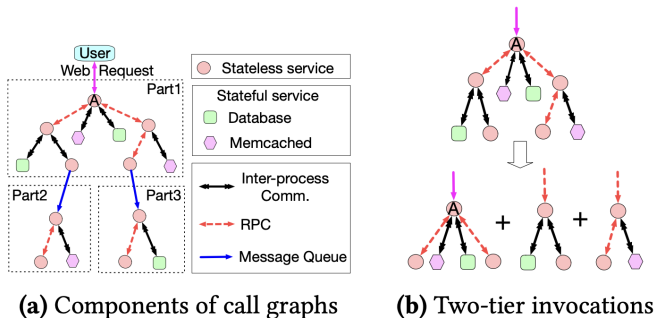 User
Web Request
Part1
A
Part2
Part3
Stateless service
Stateful service
Database
Memcached
Inter-process
Comm.
RPC
Message Queue
(a) Components of call graphs
A
A
+
+
(b) Two-tier invocations